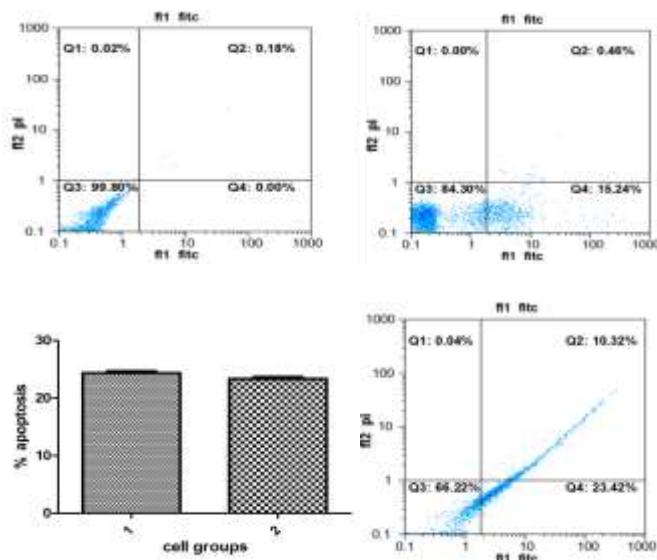 fl1 fitc
1000
Q1: 0.02%
Q2: 0.18%
100
fl2 pi
10
1
Q3: 99.80%
Q4: 0.00%
0.1
0.1 1 10 100 1000
fl1 fitc
fl1 fitc
1000
Q1: 0.00%
Q2: 0.46%
100
fl2 pi
10
1
Q3: 84.30%
Q4: 15.24%
0.1
0.1 1 10 100 1000
fl1 fitc
30
20
% apoptosis
10
0
1 2
cell groups
fl1 fitc
1000
Q1: 0.04%
Q2: 10.32%
100
fl2 pi
10
1
Q3: 66.22%
Q4: 23.42%
0.1
0.1 1 10 100 1000
fl1 fitc